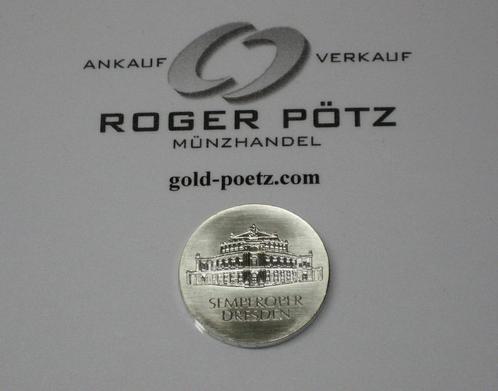 ANKAUF VERKAUF
ROGER PÖTZ
MÜNZHANDEL
gold-poetz.com
SEMPEROPER
DRESDEN